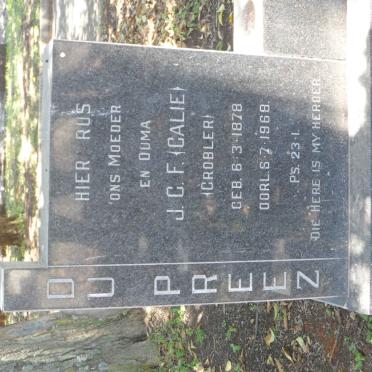 DU PREEZ
HIER RUS
ONS MOEDER
EN OUMA
J. C. F. (CALIE)
(GROBLER)
GEB. 6·3·1878
OORL. 6·7·1968.
PS. 23·1.
DIE HERE IS MY HERDER